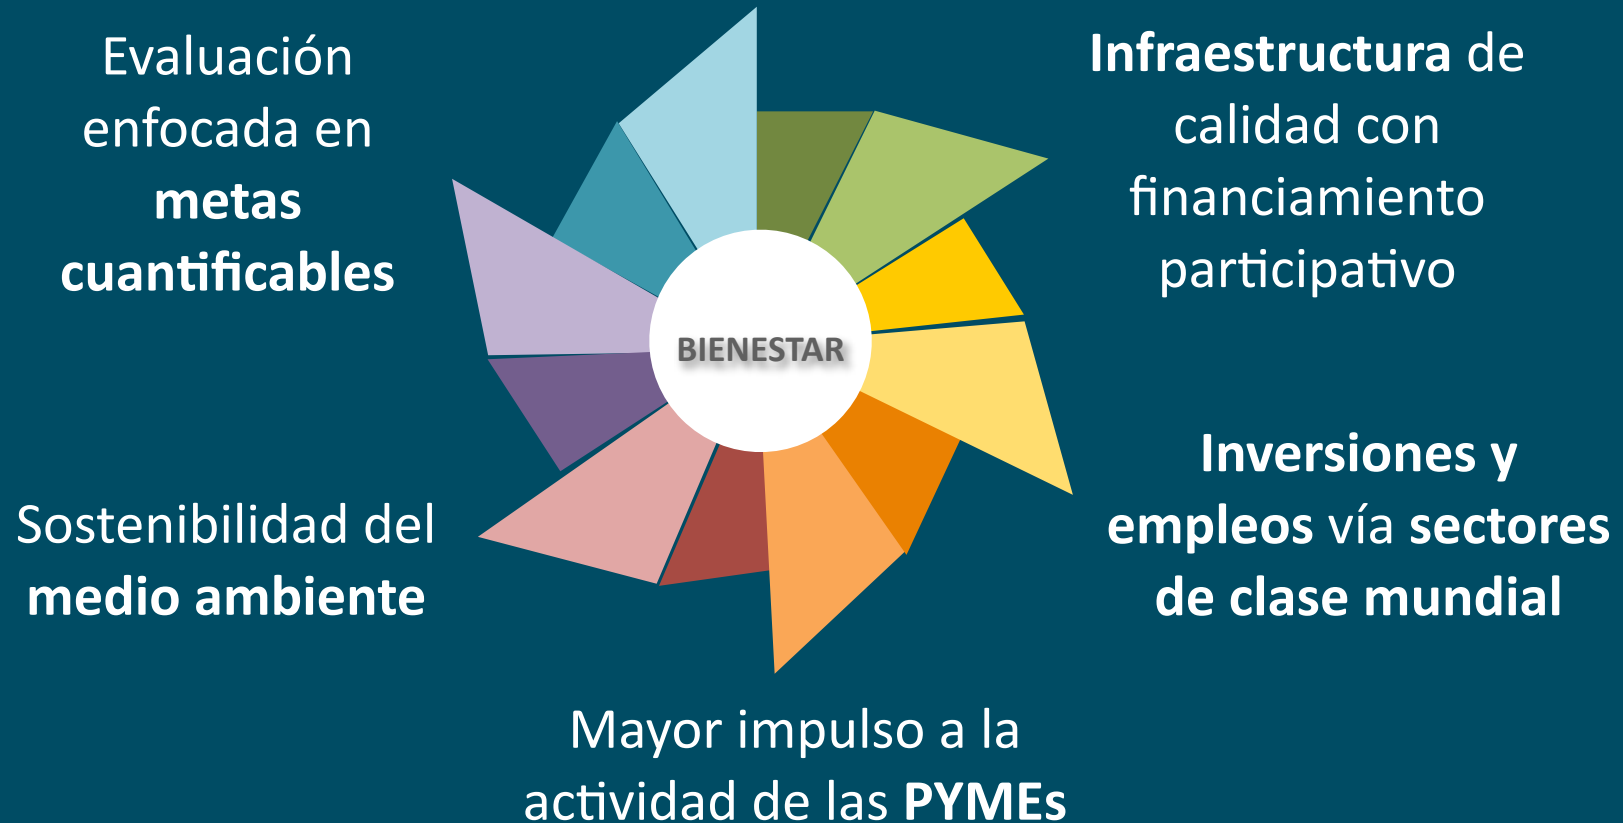 Evaluación
enfocada en
metas
cuantificables
Infraestructura de
calidad con
financiamiento
participativo
BIENESTAR
Inversiones y
empleos vía sectores
de clase mundial
Sostenibilidad del
medio ambiente
Mayor impulso a la
actividad de las PYMEs